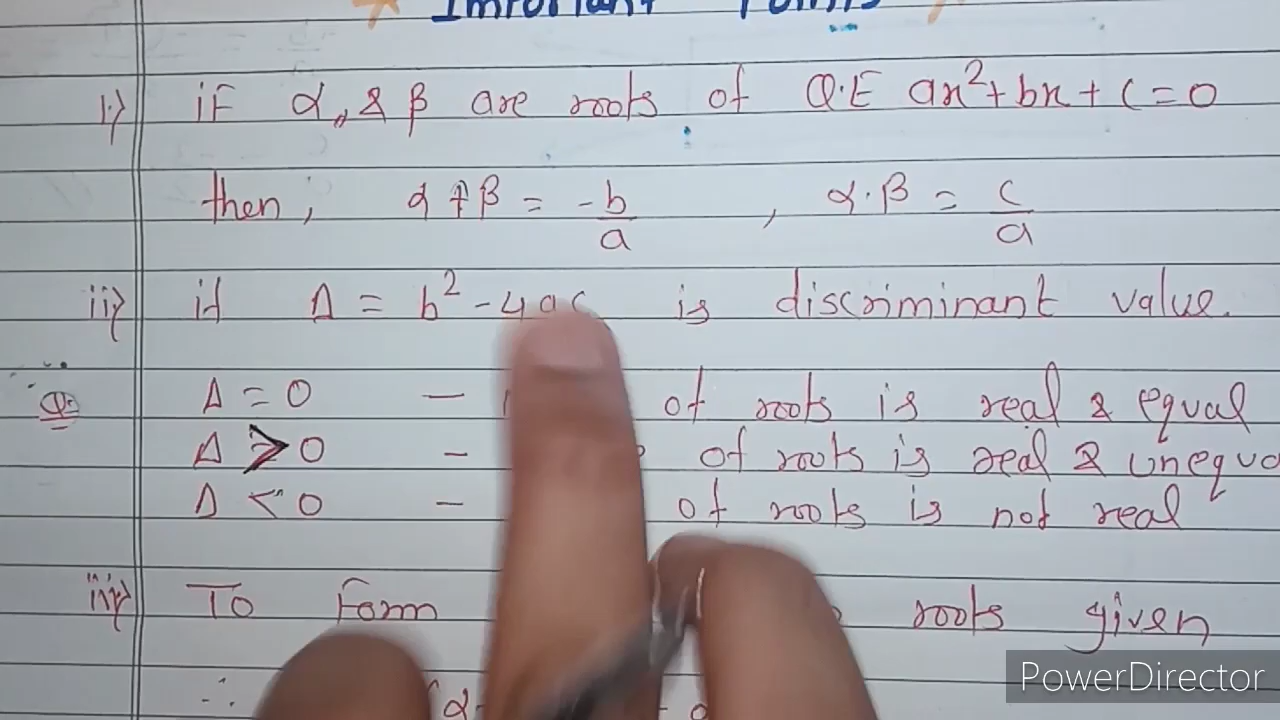 Important Points
i) if α, & β are roots of Q.E ax²+bx+c=0
then, α+β = -b/a , α.β = c/a
ii) if Δ = b²-4ac is discriminant value.
Q. Δ = 0 — of roots is real & equal
Δ > 0 - of roots is real & unequa
Δ < 0 - of roots is not real
iii) To Form roots given
∴ α
PowerDirector